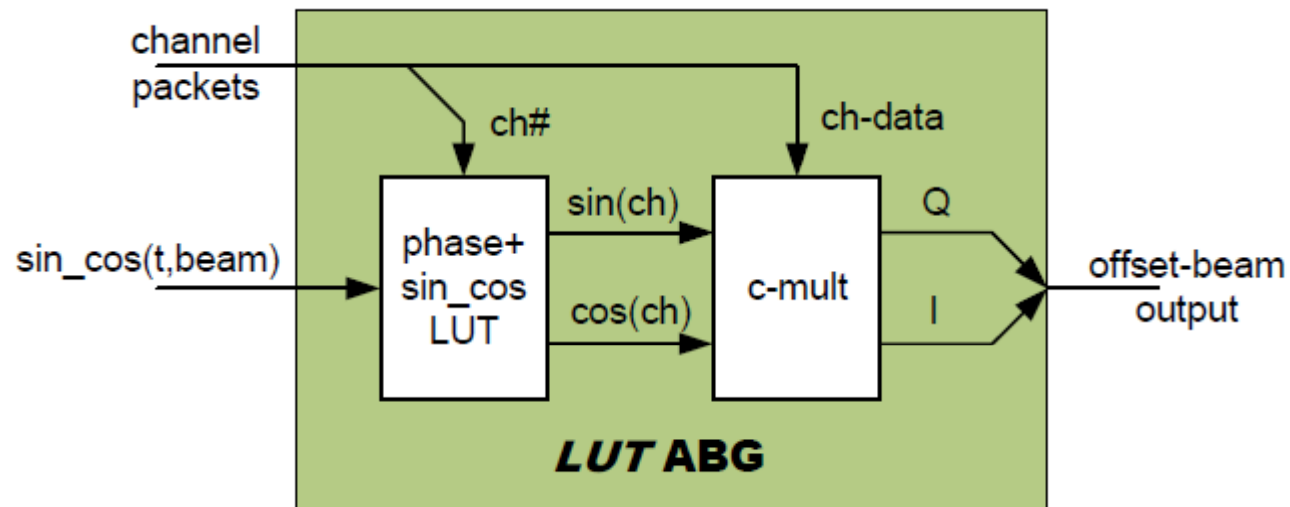 channel
packets
ch#
ch-data
sin_cos(t,beam)
phase+
sin_cos
LUT
sin(ch)
cos(ch)
c-mult
Q
I
offset-beam
output
LUT ABG